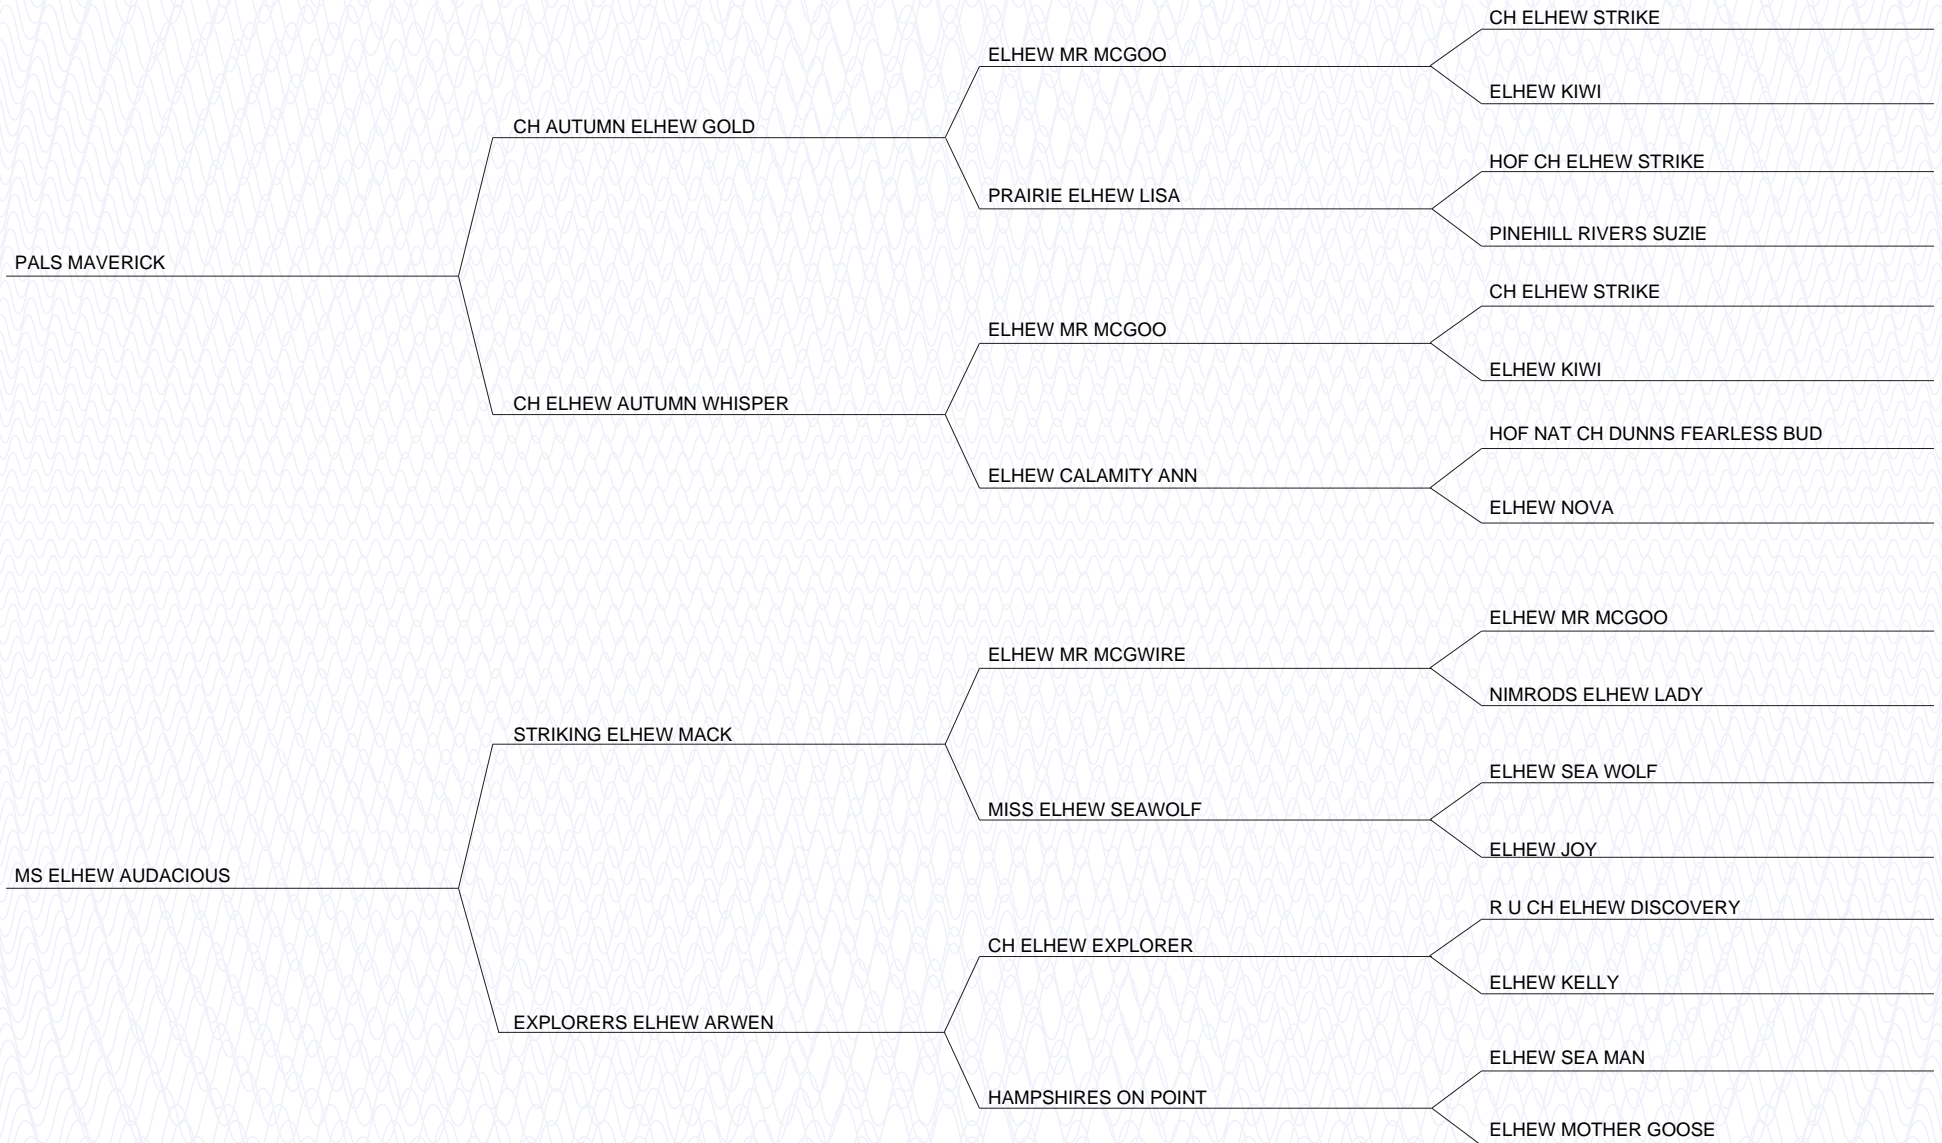 PALS MAVERICK
CH AUTUMN ELHEW GOLD
ELHEW MR MCGOO
CH ELHEW STRIKE
ELHEW KIWI
PRAIRIE ELHEW LISA
HOF CH ELHEW STRIKE
PINEHILL RIVERS SUZIE
CH ELHEW AUTUMN WHISPER
ELHEW MR MCGOO
CH ELHEW STRIKE
ELHEW KIWI
ELHEW CALAMITY ANN
HOF NAT CH DUNNS FEARLESS BUD
ELHEW NOVA
MS ELHEW AUDACIOUS
STRIKING ELHEW MACK
ELHEW MR MCGWIRE
ELHEW MR MCGOO
NIMRODS ELHEW LADY
MISS ELHEW SEAWOLF
ELHEW SEA WOLF
ELHEW JOY
EXPLORERS ELHEW ARWEN
CH ELHEW EXPLORER
R U CH ELHEW DISCOVERY
ELHEW KELLY
HAMPSHIRES ON POINT
ELHEW SEA MAN
ELHEW MOTHER GOOSE